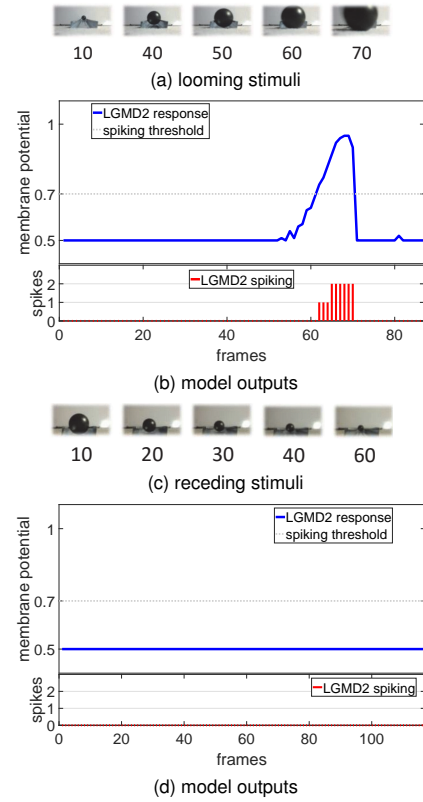 10 40 50 60 70
(a) looming stimuli
LGMD2 response
spiking threshold
1
0.7
0.5
membrane potential
LGMD2 spiking
2
1
0
spikes
0 20 40 60 80
frames
(b) model outputs
10 20 30 40 60
(c) receding stimuli
LGMD2 response
spiking threshold
1
0.7
0.5
membrane potential
LGMD2 spiking
2
1
0
spikes
0 20 40 60 80 100
frames
(d) model outputs